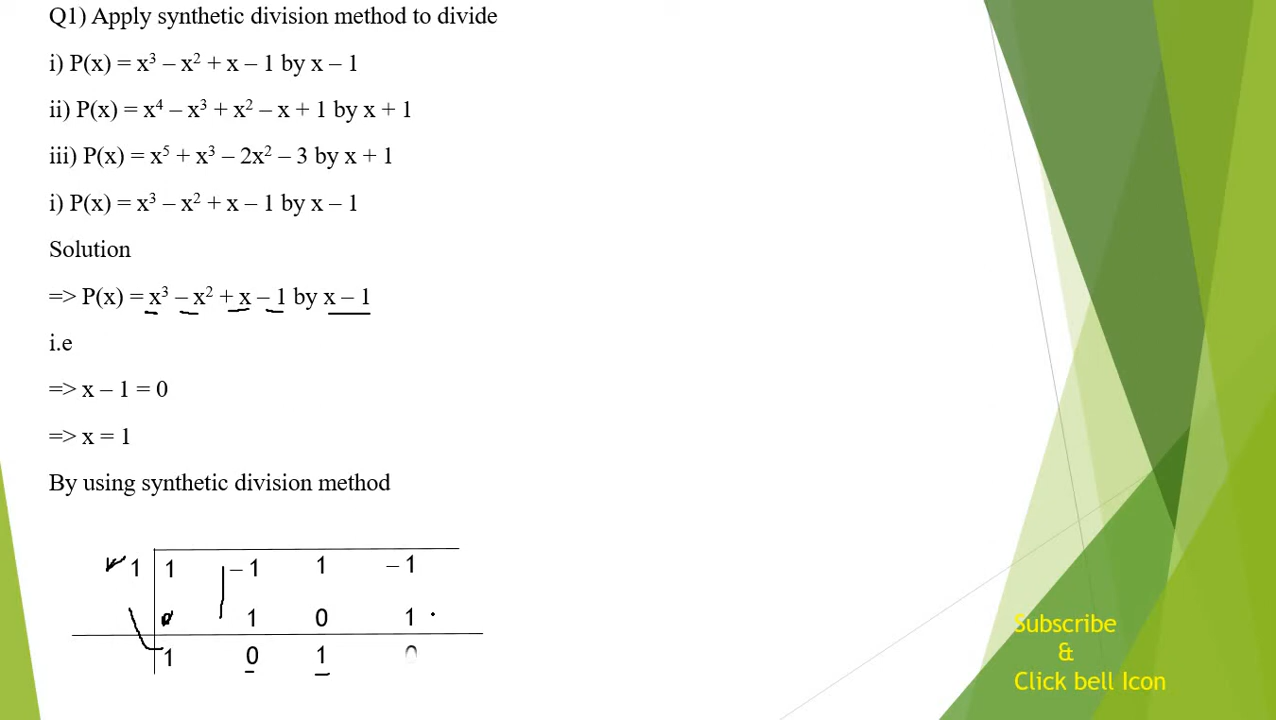 Q1) Apply synthetic division method to divide
i) P(x) = x³ – x² + x – 1 by x – 1
ii) P(x) = x⁴ – x³ + x² – x + 1 by x + 1
iii) P(x) = x⁵ + x³ – 2x² – 3 by x + 1
i) P(x) = x³ – x² + x – 1 by x – 1
Solution
=> P(x) = x³ – x² + x – 1 by x – 1
i.e
=> x – 1 = 0
=> x = 1
By using synthetic division method
1 1 – 1 1 – 1
0 1 0 1
1 0 1 0
Subscribe
&
Click bell Icon